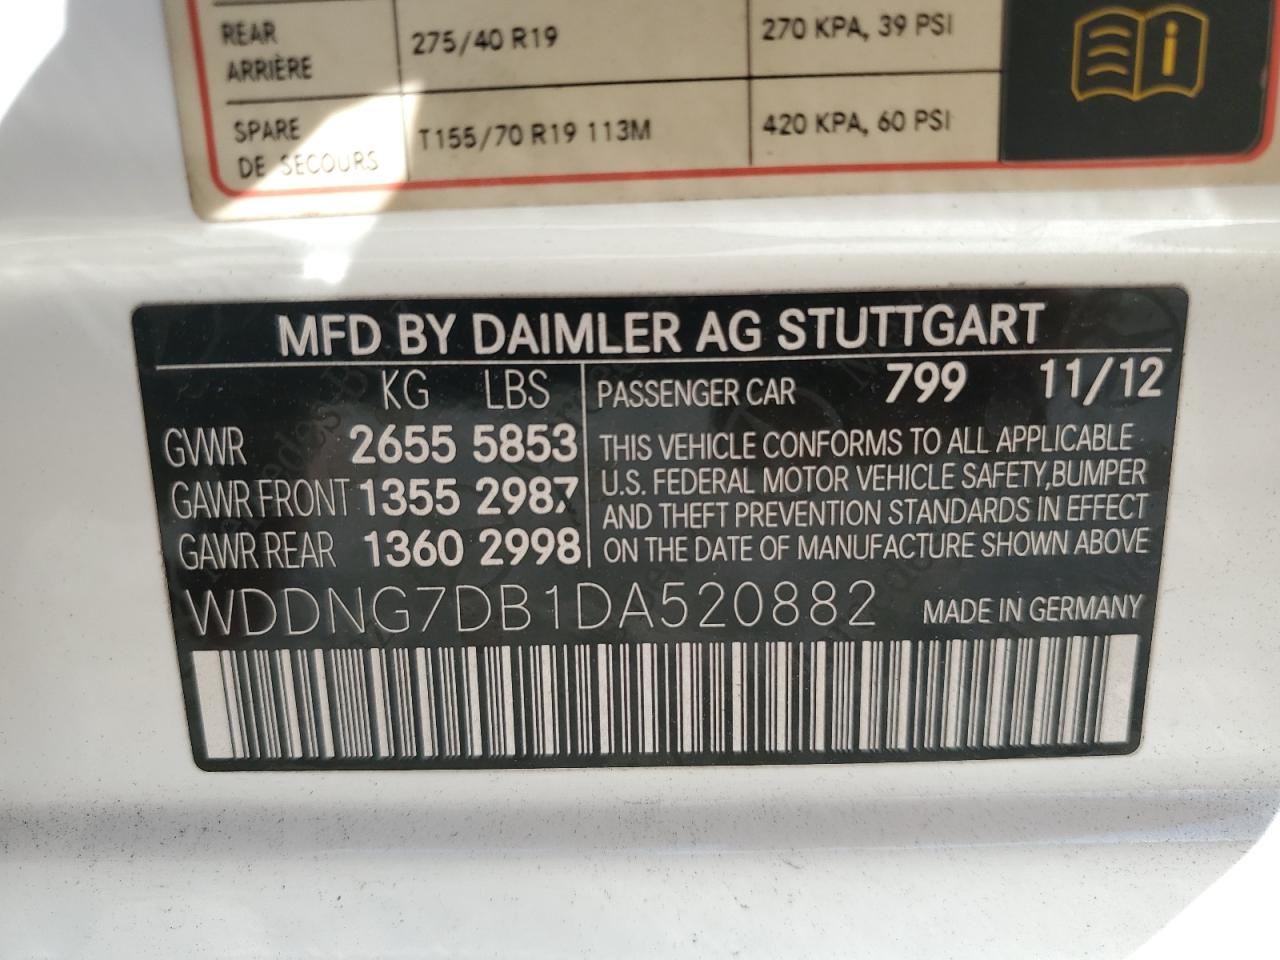 REAR 275/40 R19 270 KPA, 39 PSI
ARRIÈRE
SPARE T155/70 R19 113M 420 KPA, 60 PSI
DE SECOURS
MFD BY DAIMLER AG STUTTGART
KG LBS PASSENGER CAR 799 11/12
GVWR 2655 5853 THIS VEHICLE CONFORMS TO ALL APPLICABLE
GAWR FRONT 1355 2987 U.S. FEDERAL MOTOR VEHICLE SAFETY,BUMPER
AND THEFT PREVENTION STANDARDS IN EFFECT
GAWR REAR 1360 2998 ON THE DATE OF MANUFACTURE SHOWN ABOVE
WDDNG7DB1DA520882 MADE IN GERMANY